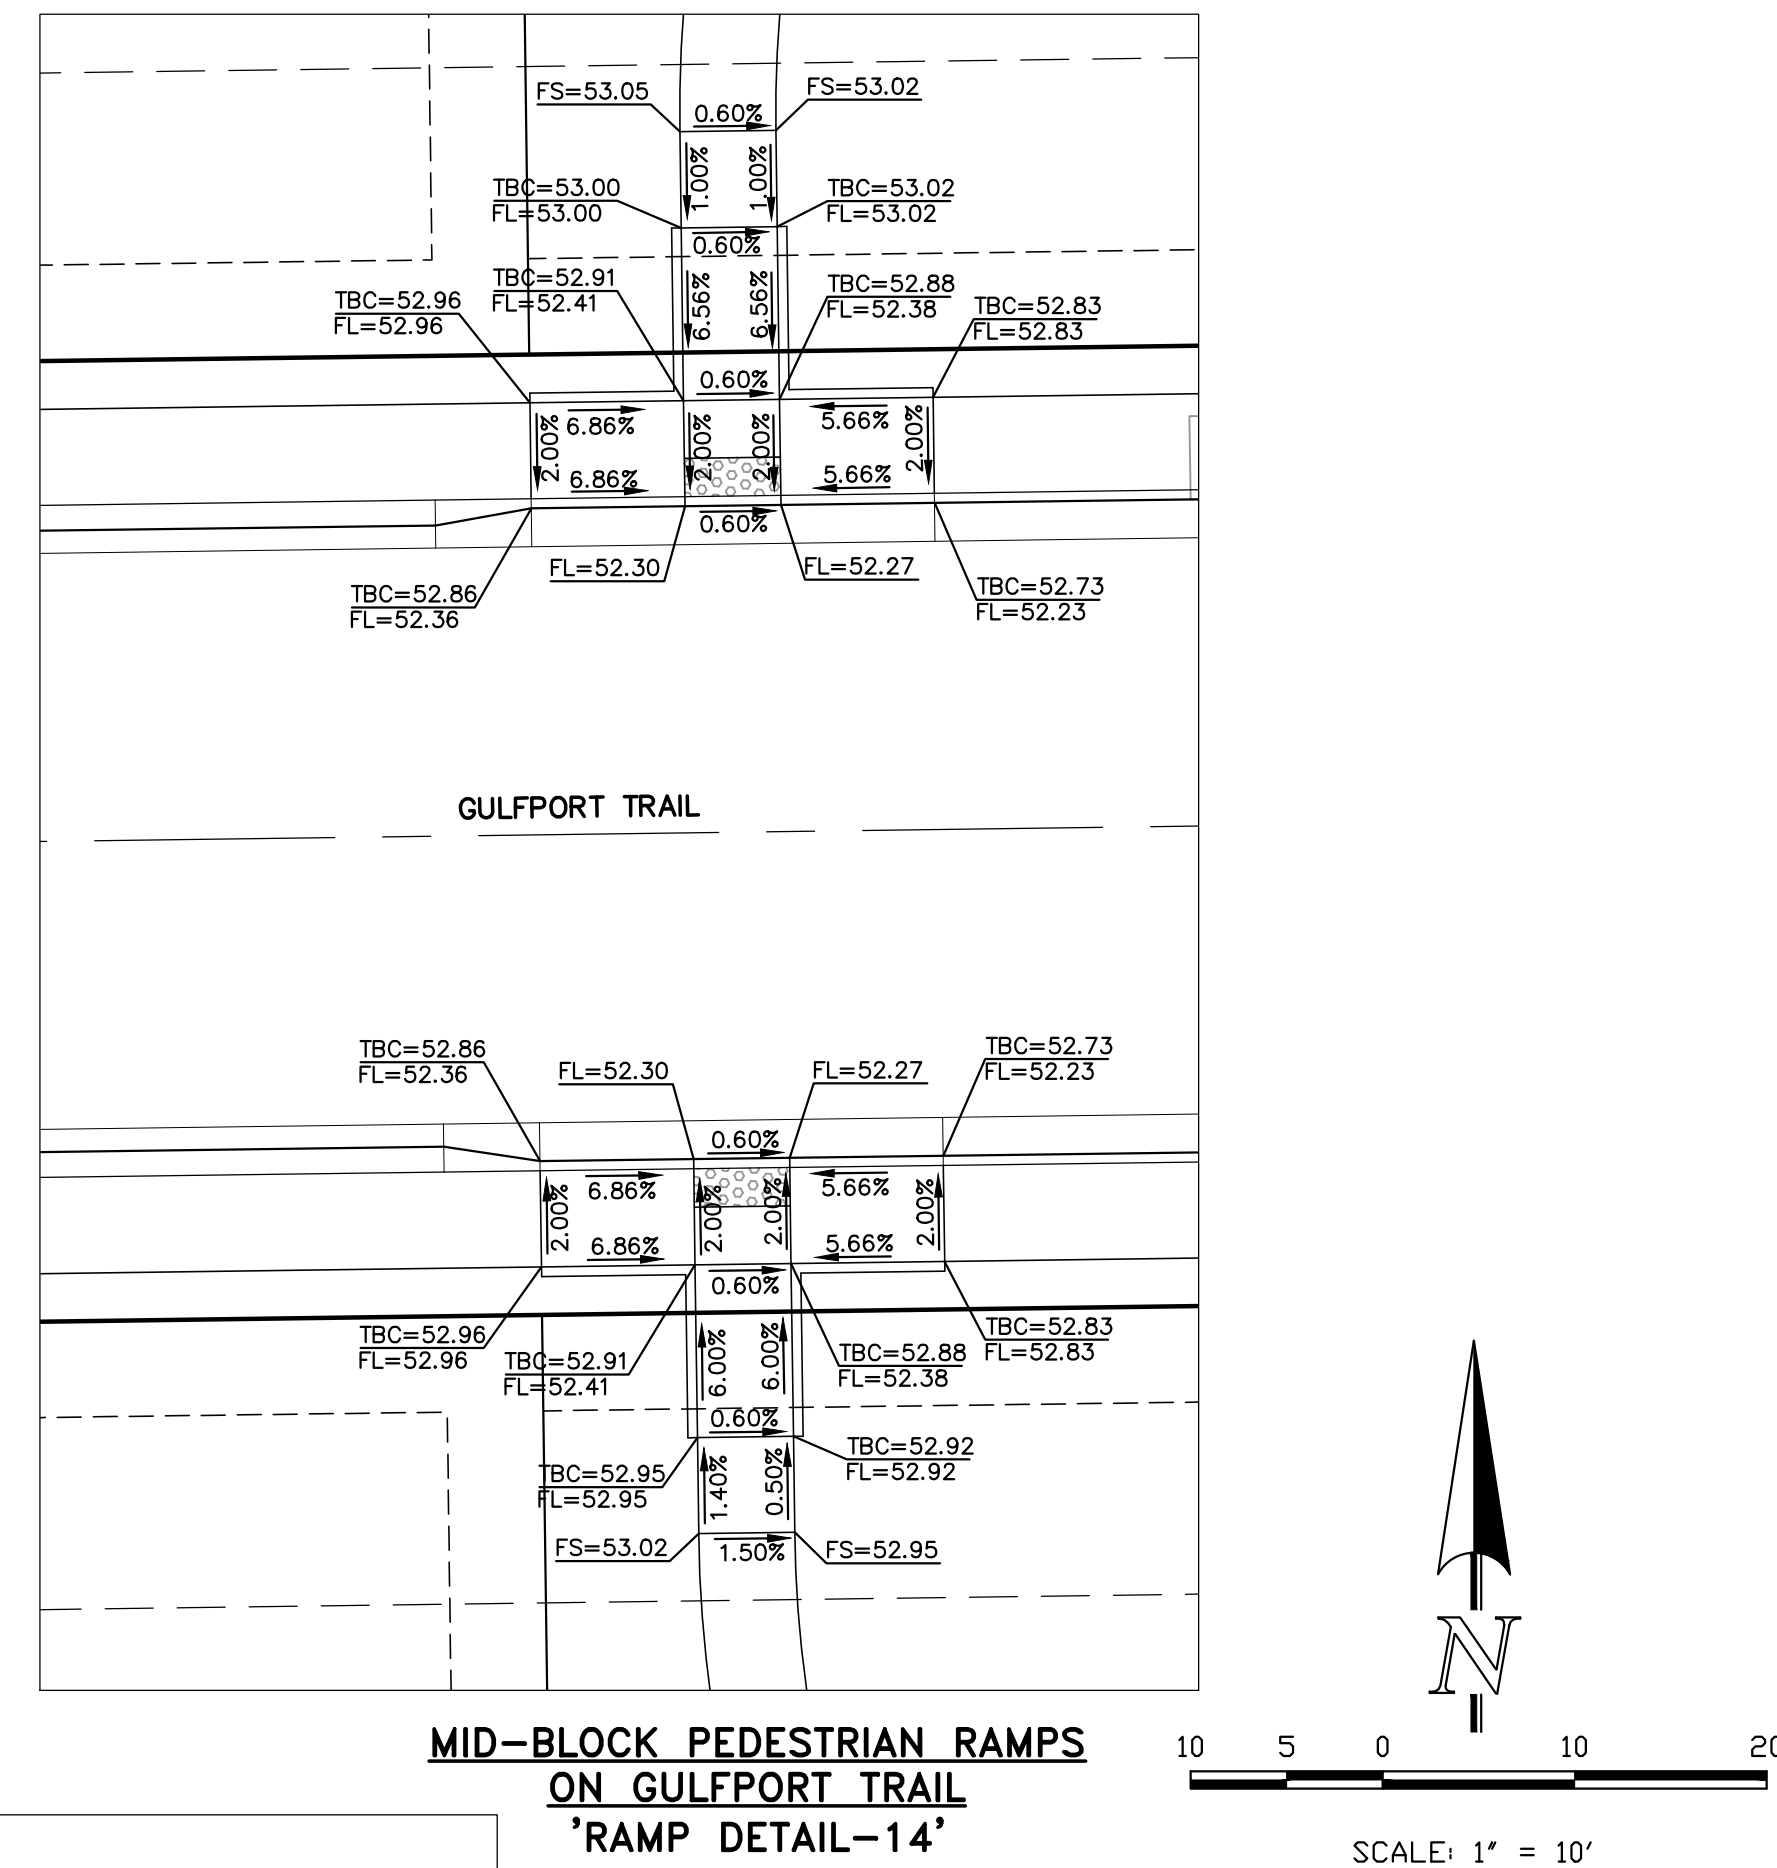 FS=53.05
FS=53.02
0.60%
1.00%
1.00%
TBC=53.00
FL=53.00
TBC=53.02
FL=53.02
0.60%
TBC=52.91
FL=52.41
6.56%
6.56%
TBC=52.88
FL=52.38
TBC=52.96
FL=52.96
TBC=52.83
FL=52.83
0.60%
2.00%
6.86%
2.00%
2.00%
5.66%
2.00%
6.86%
5.66%
0.60%
FL=52.30
FL=52.27
TBC=52.86
FL=52.36
TBC=52.73
FL=52.23
GULFPORT TRAIL
TBC=52.86
FL=52.36
FL=52.30
FL=52.27
TBC=52.73
FL=52.23
0.60%
2.00%
6.86%
2.00%
2.00%
5.66%
2.00%
6.86%
5.66%
0.60%
TBC=52.96
FL=52.96
TBC=52.91
FL=52.41
6.00%
6.00%
TBC=52.88
FL=52.38
TBC=52.83
FL=52.83
0.60%
TBC=52.95
FL=52.95
1.40%
0.50%
TBC=52.92
FL=52.92
FS=53.02
1.50%
FS=52.95
N
MID-BLOCK PEDESTRIAN RAMPS
ON GULFPORT TRAIL
'RAMP DETAIL-14'
10 5 0 10 20
SCALE: 1" = 10'